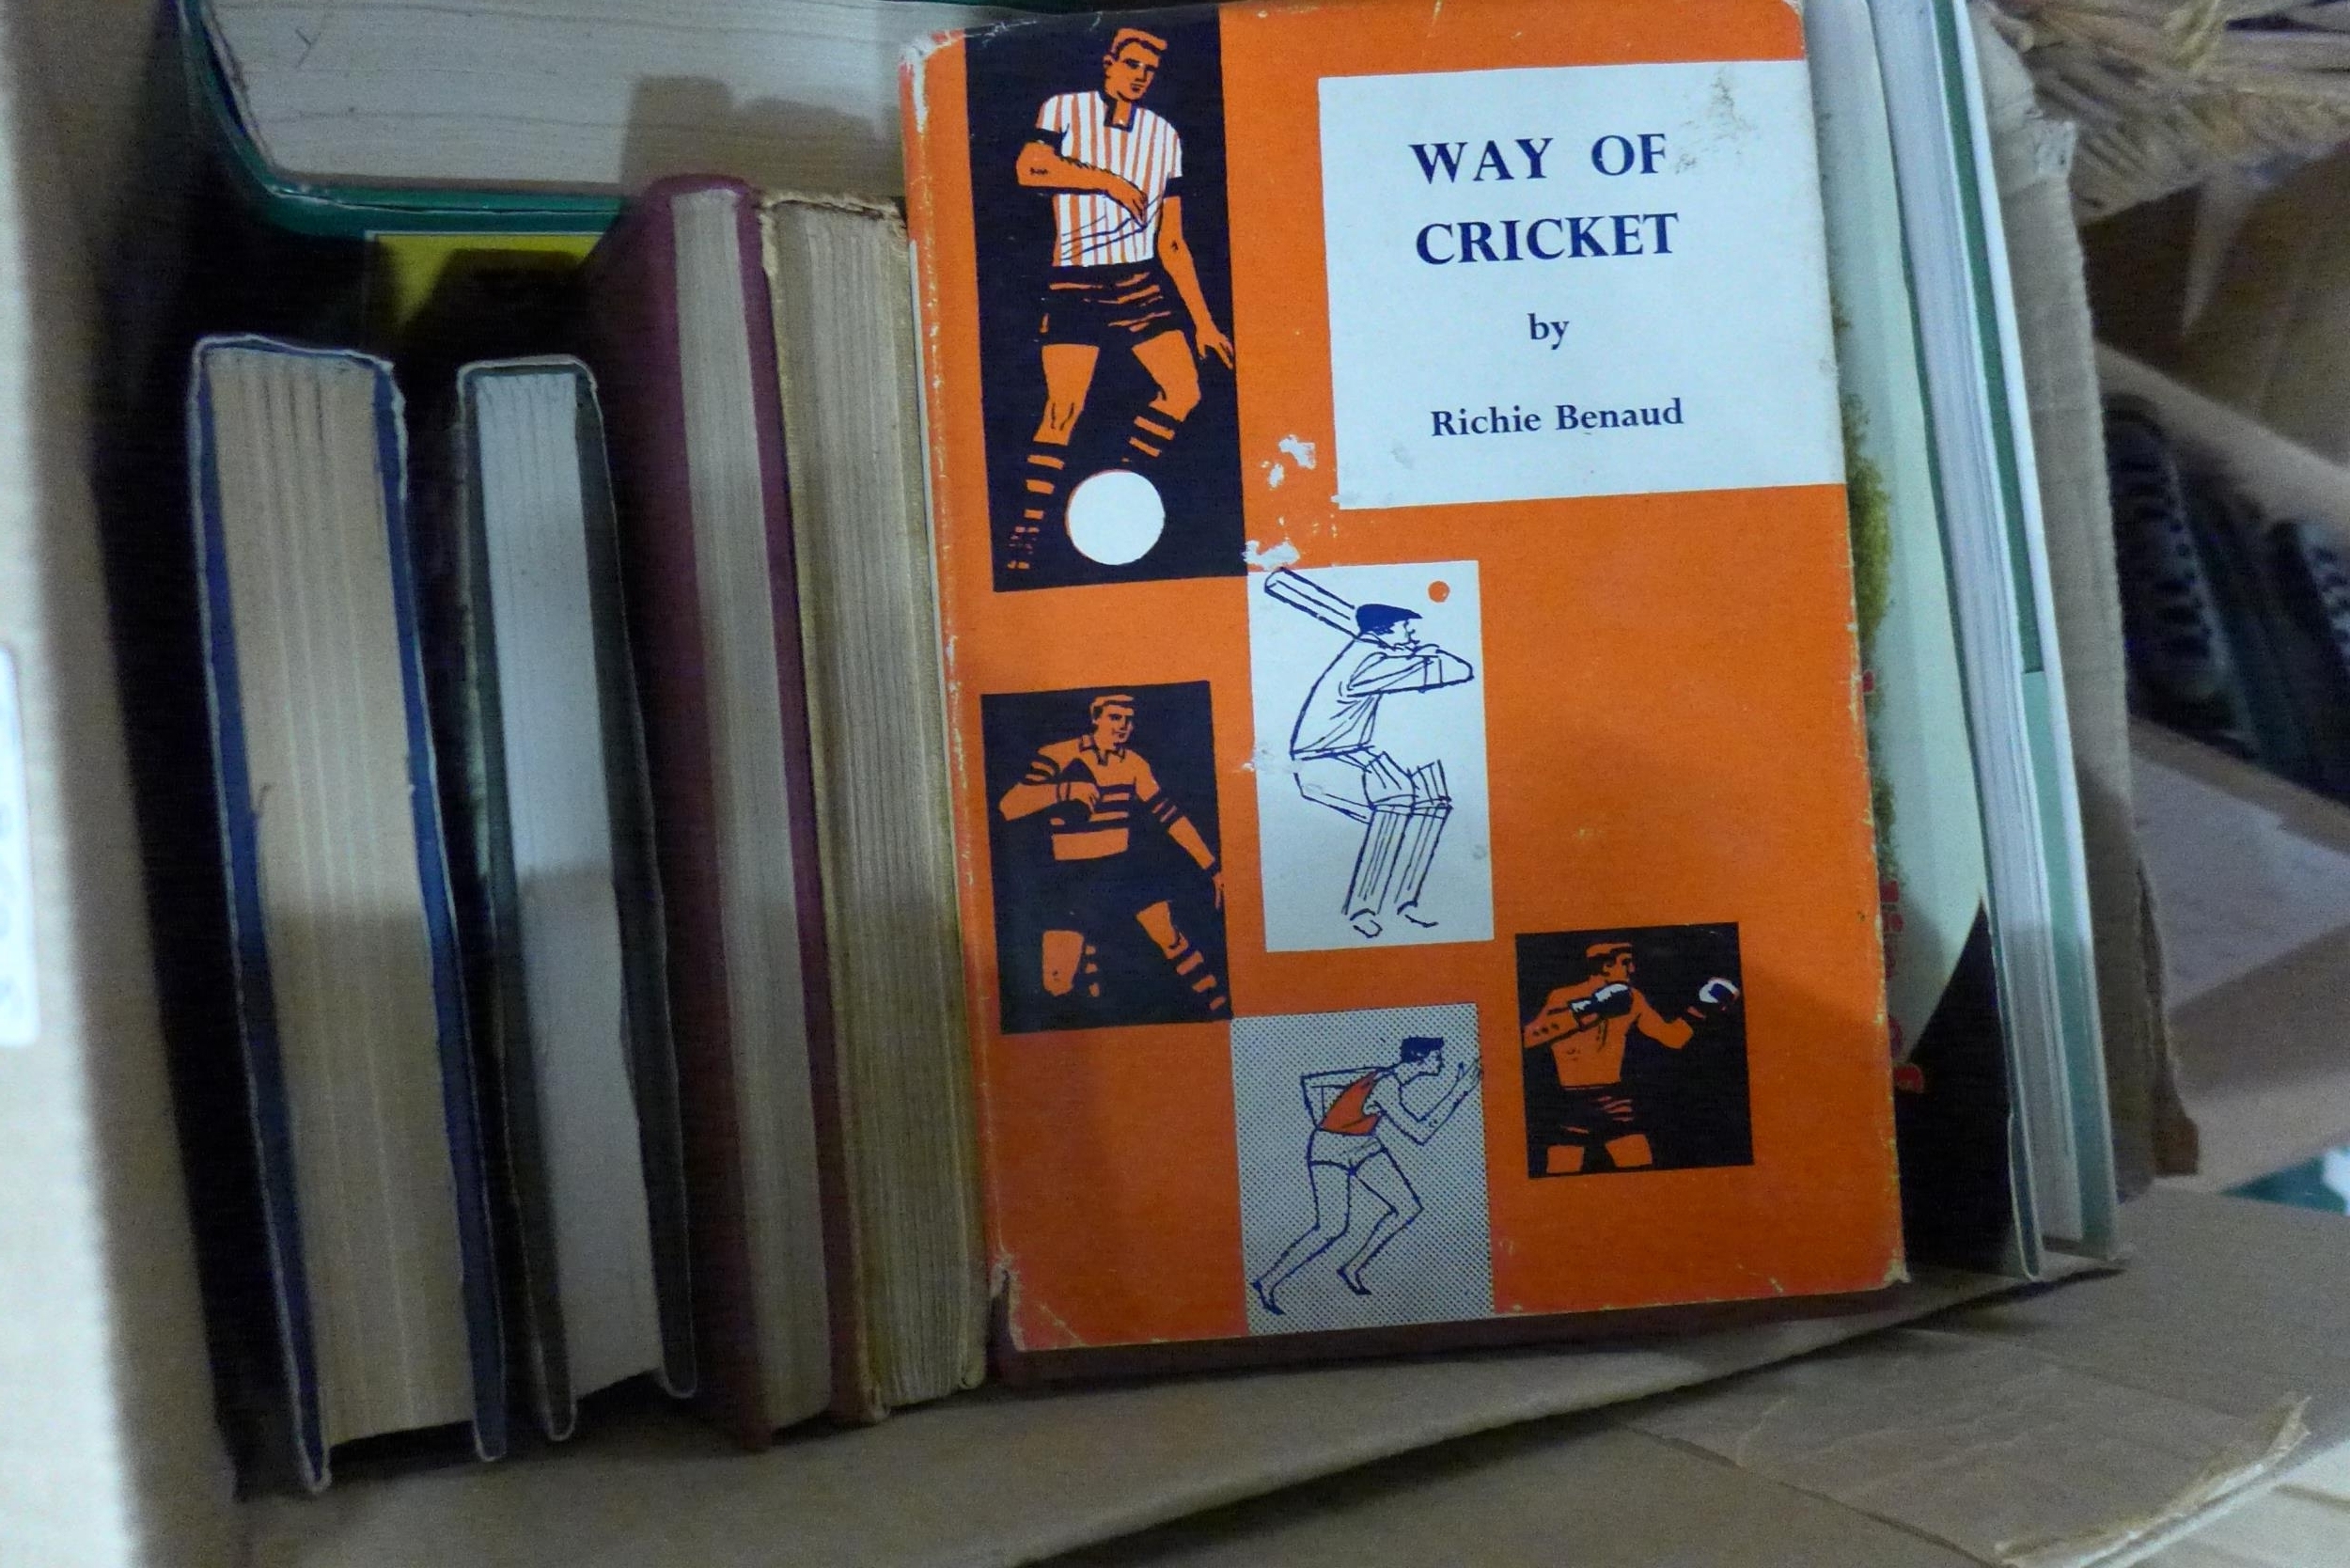 WAY OF
CRICKET
by
Richie Benaud